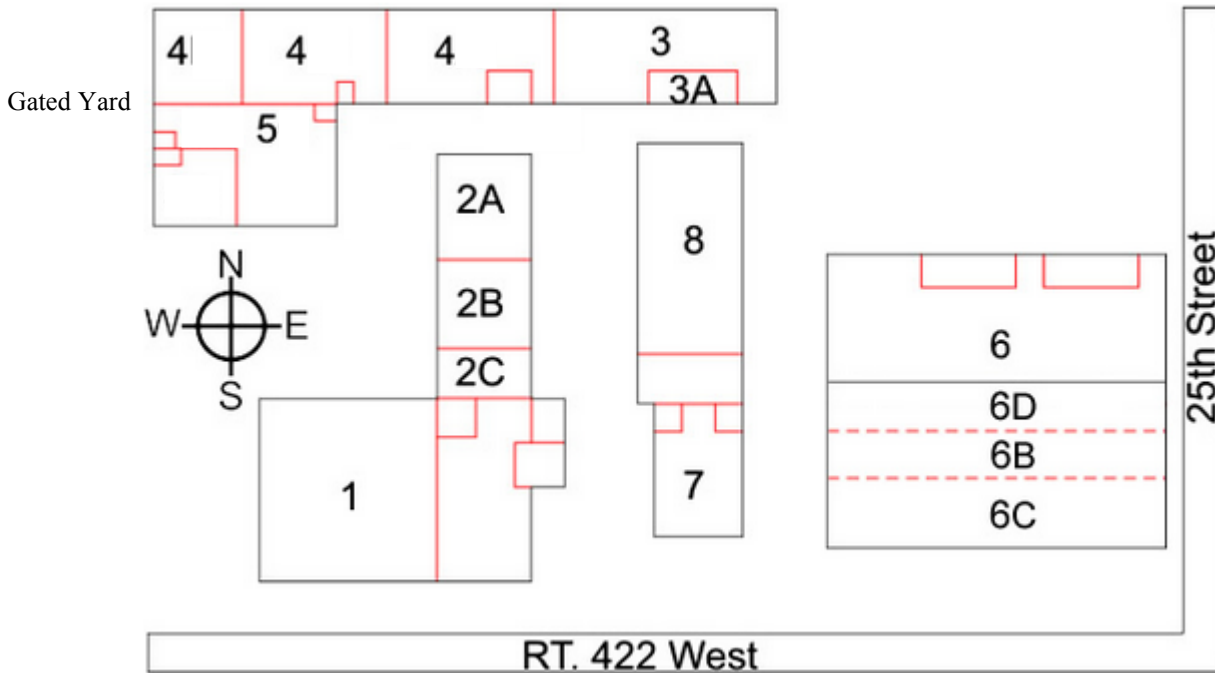 4 4 4 3
3A
Gated Yard
5
2A
8
N
W E
S
2B
2C
6
6D
6B
6C
1
7
25th Street
RT. 422 West